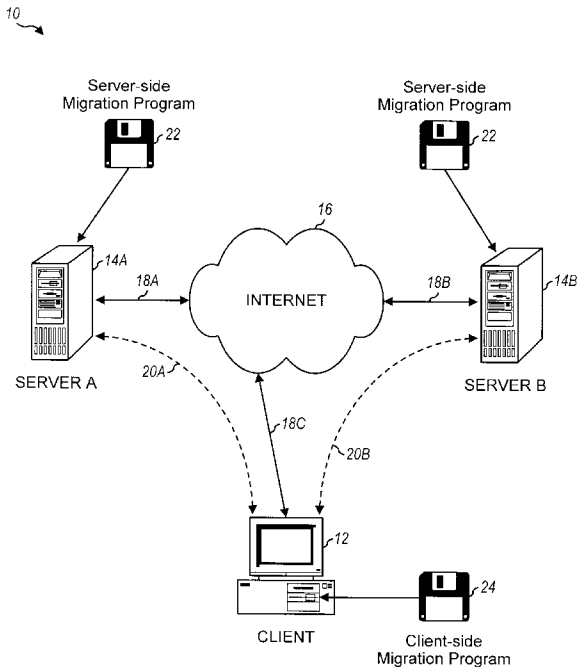 10
Server-side
Migration Program
22
Server-side
Migration Program
22
16
14A
18A
INTERNET
18B
14B
SERVER A
SERVER B
20A
18C
20B
12
24
CLIENT
Client-side
Migration Program